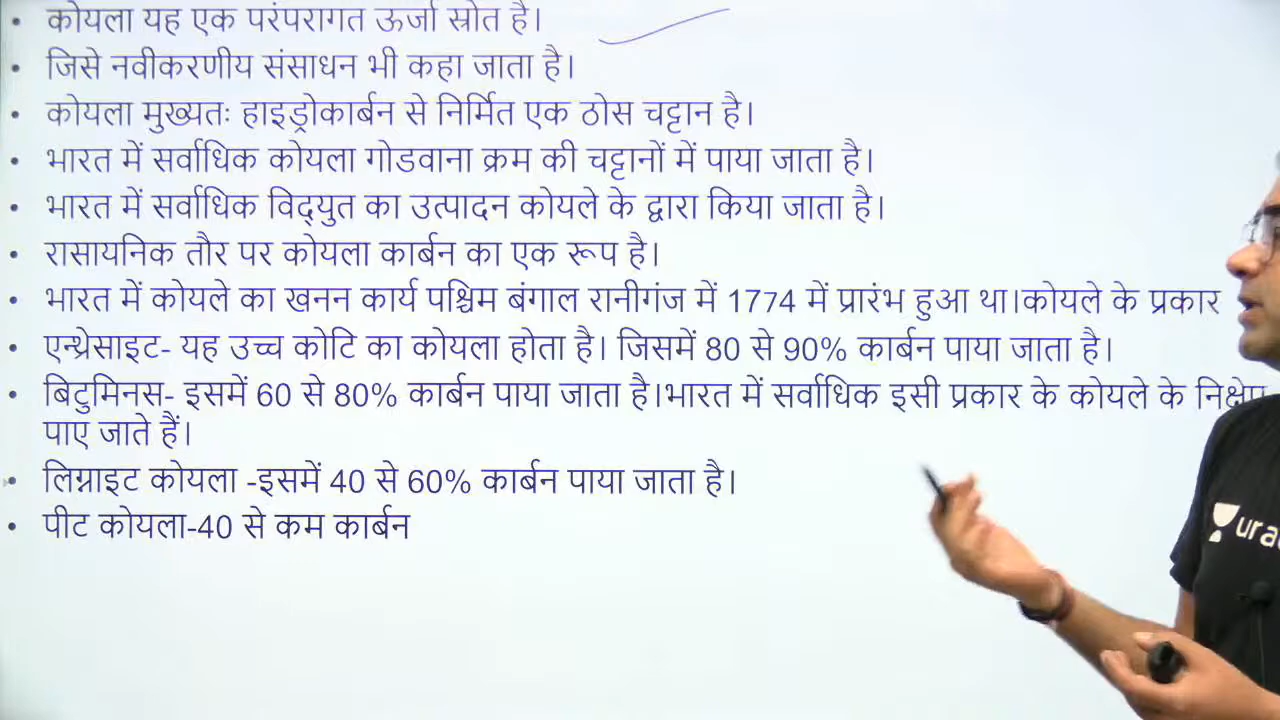 • कोयला यह एक परंपरागत ऊर्जा स्रोत है।
• जिसे नवीकरणीय संसाधन भी कहा जाता है।
• कोयला मुख्यतः हाइड्रोकार्बन से निर्मित एक ठोस चट्टान है।
• भारत में सर्वाधिक कोयला गोडवाना क्रम की चट्टानों में पाया जाता है।
• भारत में सर्वाधिक विद्युत का उत्पादन कोयले के द्वारा किया जाता है।
• रासायनिक तौर पर कोयला कार्बन का एक रूप है।
• भारत में कोयले का खनन कार्य पश्चिम बंगाल रानीगंज में 1774 में प्रारंभ हुआ था।कोयले के प्रकार
• एन्थ्रेसाइट- यह उच्च कोटि का कोयला होता है। जिसमें 80 से 90% कार्बन पाया जाता है।
• बिटुमिनस- इसमें 60 से 80% कार्बन पाया जाता है।भारत में सर्वाधिक इसी प्रकार के कोयले के निक्षेप
पाए जाते हैं।
• लिग्नाइट कोयला -इसमें 40 से 60% कार्बन पाया जाता है।
• पीट कोयला-40 से कम कार्बन